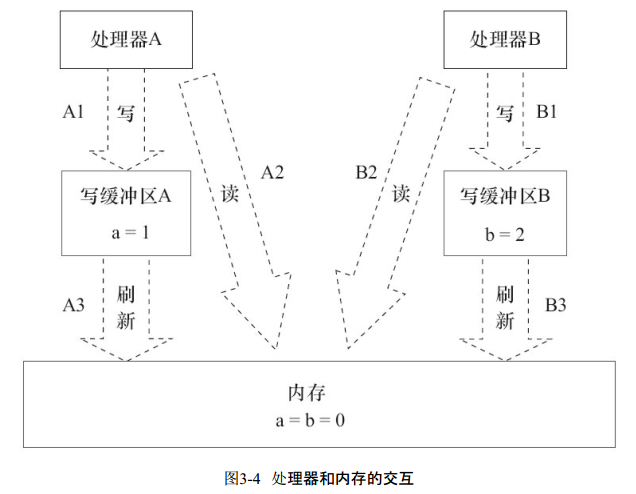 处理器A
处理器B
A1
写
写
B1
A2
B2
读
读
写缓冲区A
a = 1
写缓冲区B
b = 2
A3
刷
新
刷
新
B3
内存
a = b = 0
图3-4 处理器和内存的交互